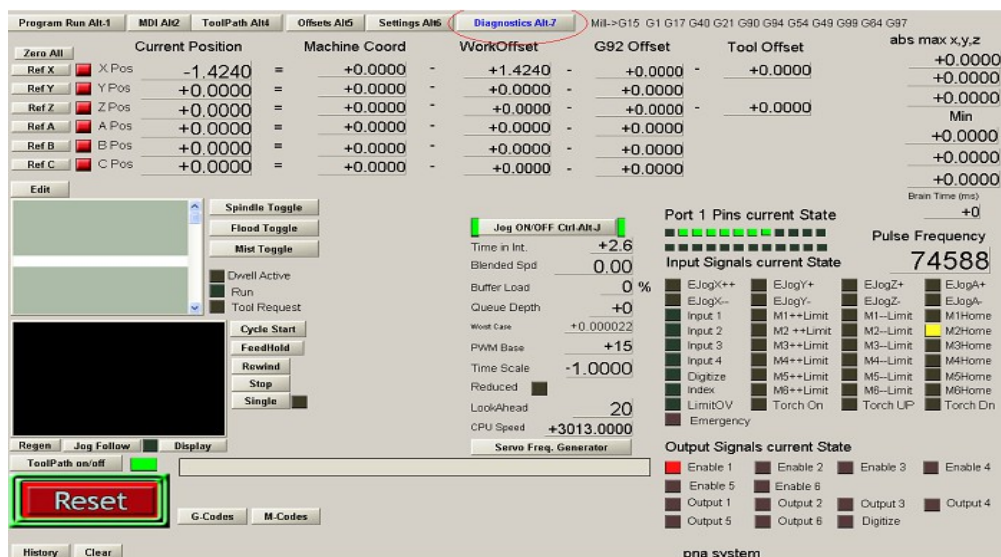 Program Run Alt-1 MDI Alt2 ToolPath Alt4 Offsets Alt5 Settings Alt6 Diagnostics Alt-7 Mill->G15 G1 G17 G40 G21 G90 G94 G54 G49 G99 G64 G97
Zero All Current Position Machine Coord WorkOffset G92 Offset Tool Offset abs max x,y,z
Ref X X Pos -1.4240 = +0.0000 - +1.4240 - +0.0000 - +0.0000 +0.0000
Ref Y Y Pos +0.0000 = +0.0000 - +0.0000 - +0.0000 +0.0000
Ref Z Z Pos +0.0000 = +0.0000 - +0.0000 - +0.0000 - +0.0000 +0.0000
Min
Ref A A Pos +0.0000 = +0.0000 - +0.0000 - +0.0000 +0.0000
Ref B B Pos +0.0000 = +0.0000 - +0.0000 - +0.0000 +0.0000
Ref C C Pos +0.0000 = +0.0000 - +0.0000 - +0.0000 +0.0000
Edit
Brain Time (ms)
+0
Spindle Toggle
Flood Toggle
Mist Toggle
Dwell Active
Run
Tool Request
Cycle Start
FeedHold
Rewind
Stop
Single
Regen Jog Follow Display
ToolPath on/off
Reset
G-Codes M-Codes
History Clear
Jog ON/OFF Ctrl-Alt-J
Time in Int. +2.6
Blended Spd 0.00
Buffer Load 0 %
Queue Depth +0
Worst Case +0.000022
PWM Base +15
Time Scale -1.0000
Reduced
LookAhead 20
CPU Speed +3013.0000
Servo Freq. Generator
Port 1 Pins current State
Pulse Frequency
74588
Input Signals current State
EJogX++ EJogY+ EJogZ+ EJogA+
EJogX-- EJogY- EJogZ- EJogA-
Input 1 M1++Limit M1--Limit M1Home
Input 2 M2 ++Limit M2--Limit M2Home
Input 3 M3++Limit M3--Limit M3Home
Input 4 M4++Limit M4--Limit M4Home
Digitize M5++Limit M5--Limit M5Home
Index M6++Limit M6--Limit M6Home
LimitOV Torch On Torch UP Torch Dn
Emergency
Output Signals current State
Enable 1 Enable 2 Enable 3 Enable 4
Enable 5 Enable 6
Output 1 Output 2 Output 3 Output 4
Output 5 Output 6 Digitize
pna system